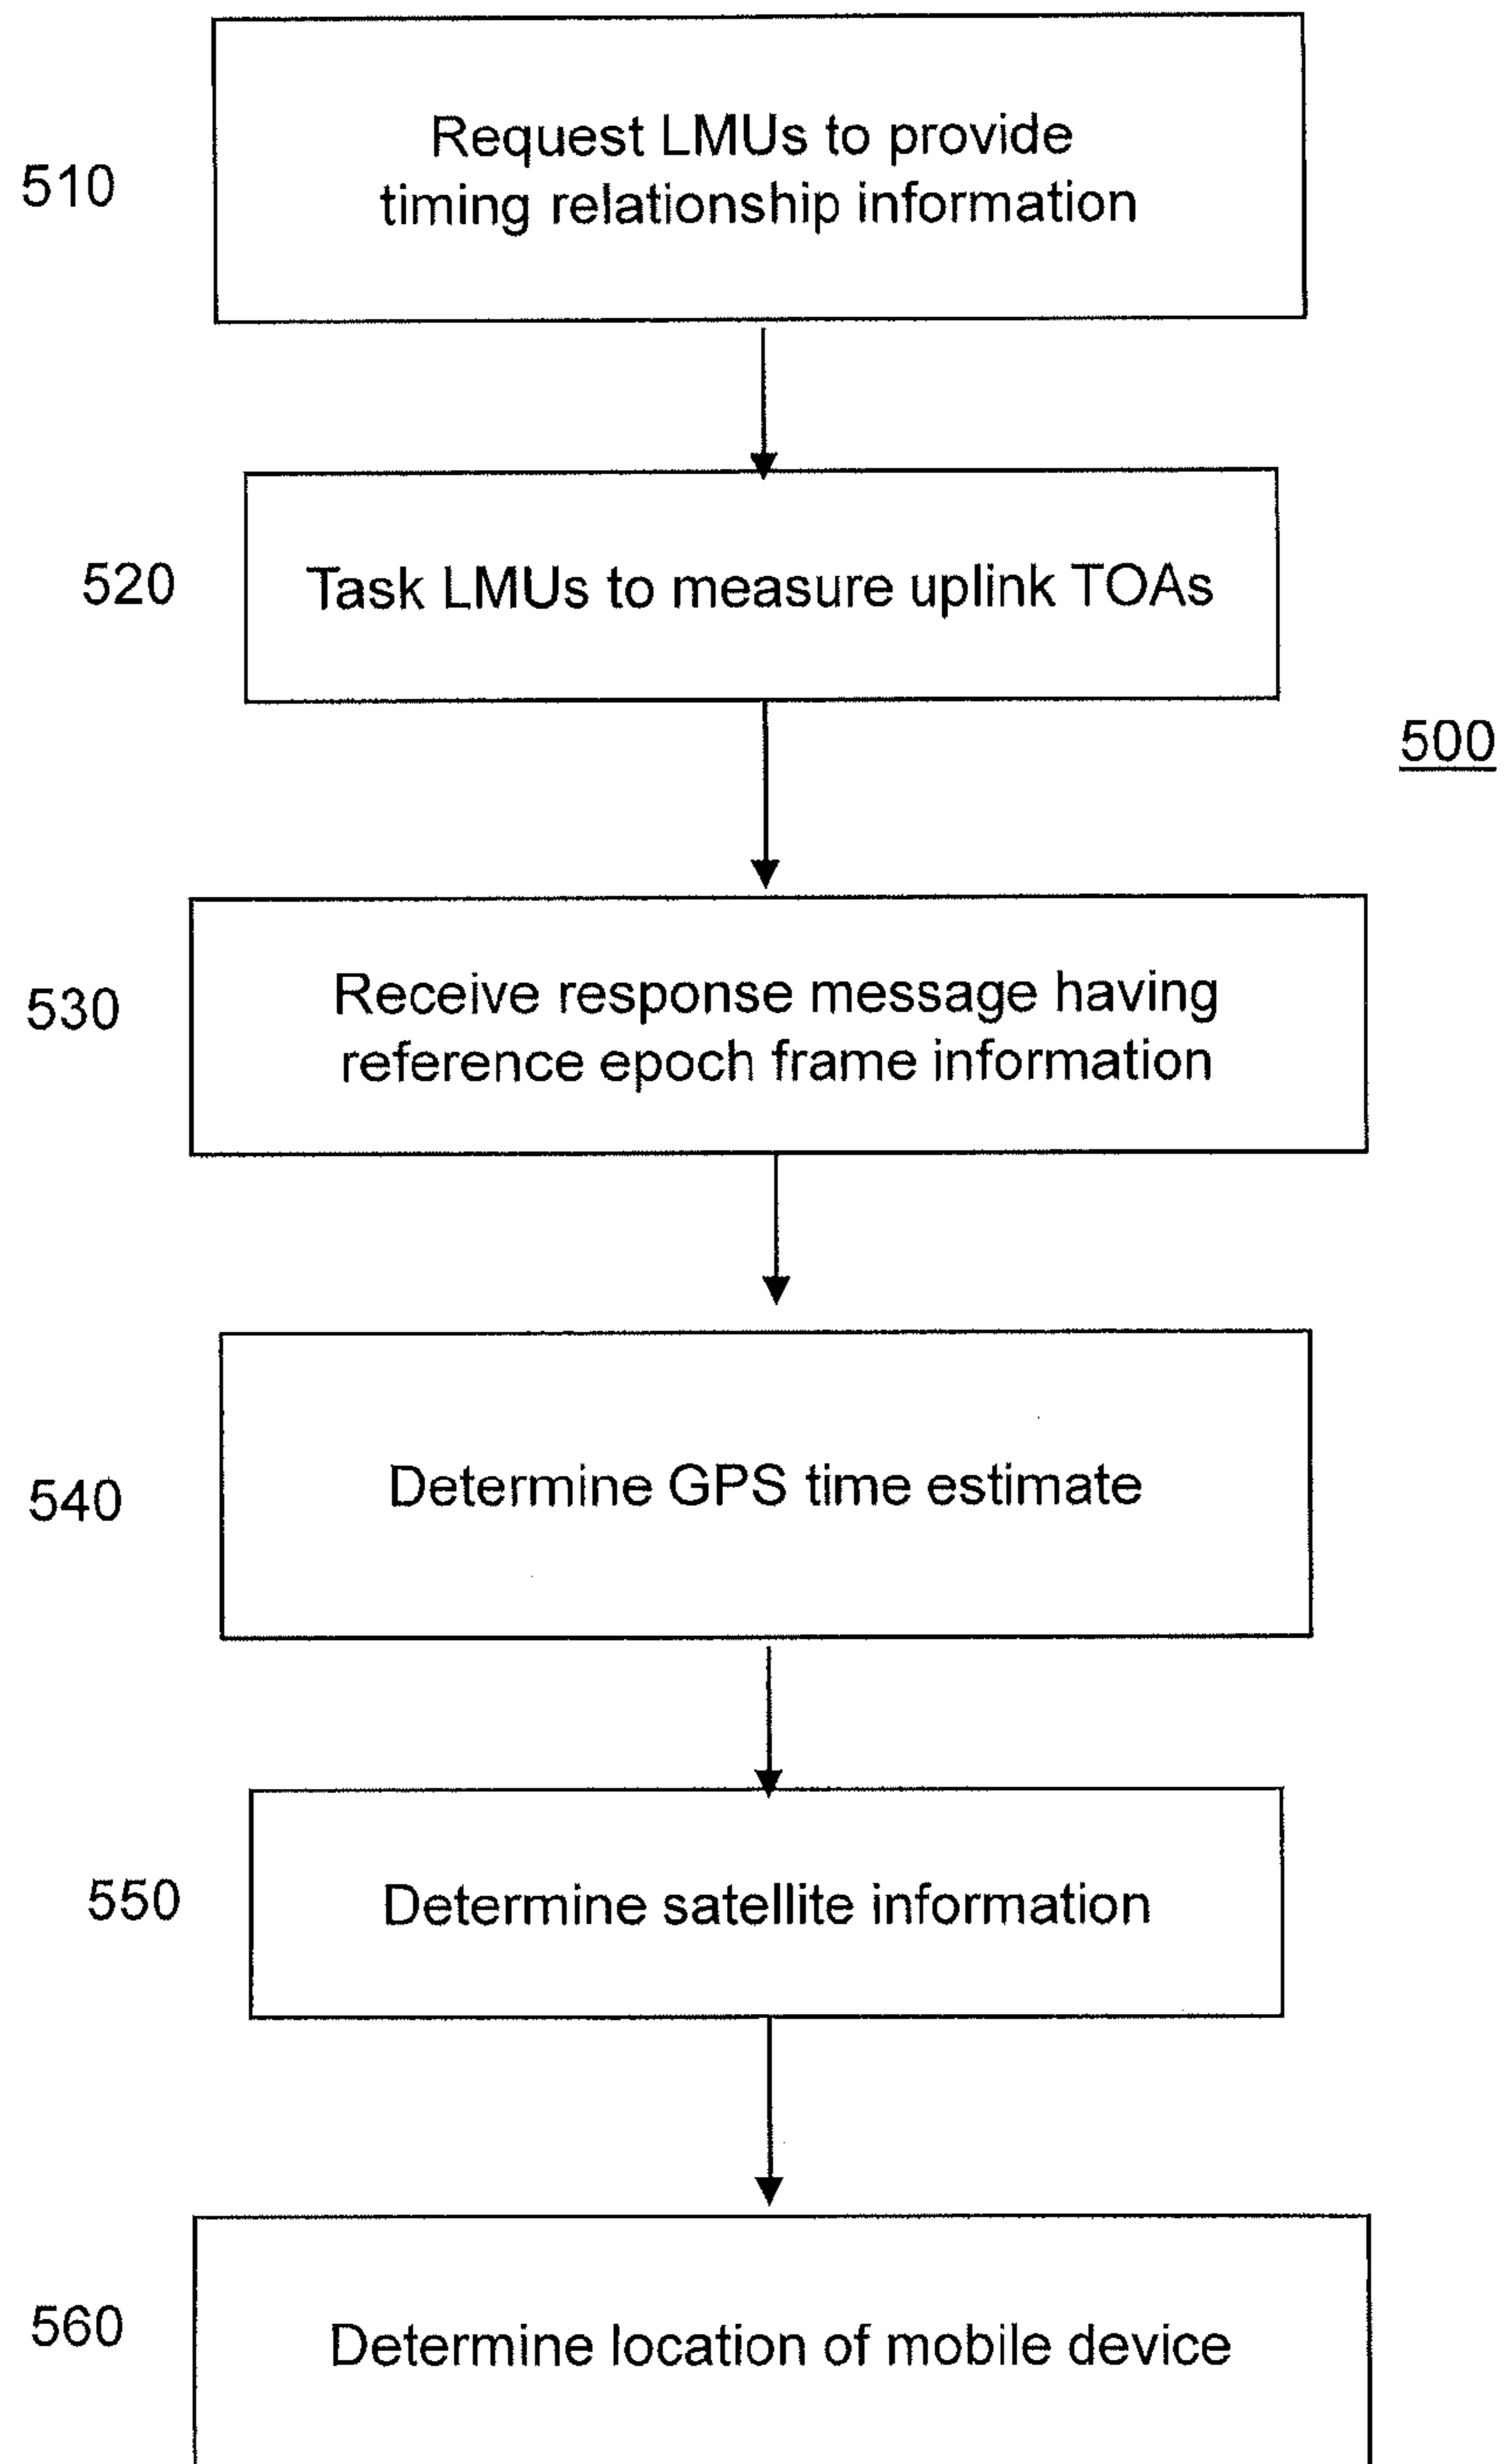 510
Request LMUs to provide
timing relationship information
520
Task LMUs to measure uplink TOAs
500
530
Receive response message having
reference epoch frame information
540
Determine GPS time estimate
550
Determine satellite information
560
Determine location of mobile device